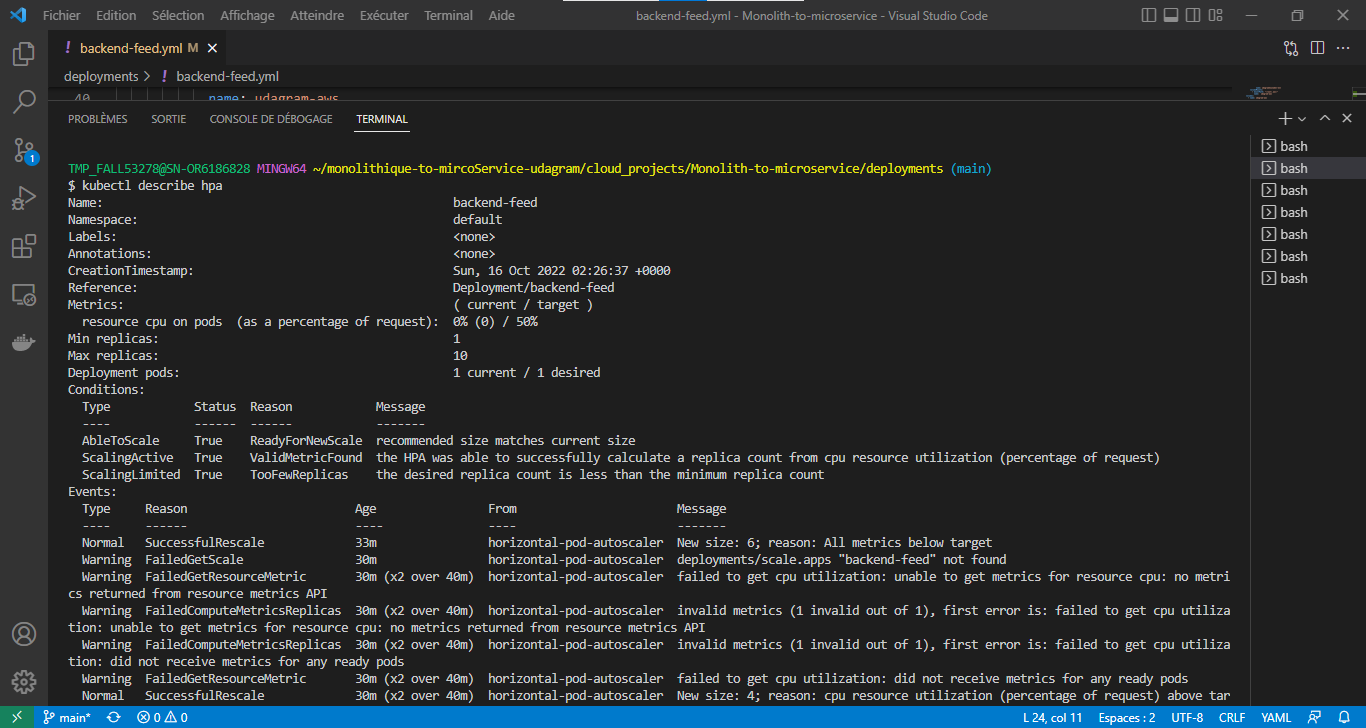 Fichier Edition Sélection Affichage Atteindre Exécuter Terminal Aide backend-feed.yml - Monolith-to-microservice - Visual Studio Code
! backend-feed.yml M
deployments > ! backend-feed.yml
40 name: udagram-aws
PROBLÈMES SORTIE CONSOLE DE DÉBOGAGE TERMINAL
TMP_FALL53278@SN-OR6186828 MINGW64 ~/monolithique-to-mircoService-udagram/cloud_projects/Monolith-to-microservice/deployments (main)
$ kubectl describe hpa
Name: backend-feed
Namespace: default
Labels: <none>
Annotations: <none>
CreationTimestamp: Sun, 16 Oct 2022 02:26:37 +0000
Reference: Deployment/backend-feed
Metrics: ( current / target )
resource cpu on pods (as a percentage of request): 0% (0) / 50%
Min replicas: 1
Max replicas: 10
Deployment pods: 1 current / 1 desired
Conditions:
Type Status Reason Message
---- ------ ------ -------
AbleToScale True ReadyForNewScale recommended size matches current size
ScalingActive True ValidMetricFound the HPA was able to successfully calculate a replica count from cpu resource utilization (percentage of request)
ScalingLimited True TooFewReplicas the desired replica count is less than the minimum replica count
Events:
Type Reason Age From Message
---- ------ ---- ---- -------
Normal SuccessfulRescale 33m horizontal-pod-autoscaler New size: 6; reason: All metrics below target
Warning FailedGetScale 30m horizontal-pod-autoscaler deployments/scale.apps "backend-feed" not found
Warning FailedGetResourceMetric 30m (x2 over 40m) horizontal-pod-autoscaler failed to get cpu utilization: unable to get metrics for resource cpu: no metri
cs returned from resource metrics API
Warning FailedComputeMetricsReplicas 30m (x2 over 40m) horizontal-pod-autoscaler invalid metrics (1 invalid out of 1), first error is: failed to get cpu utiliza
tion: unable to get metrics for resource cpu: no metrics returned from resource metrics API
Warning FailedComputeMetricsReplicas 30m (x2 over 40m) horizontal-pod-autoscaler invalid metrics (1 invalid out of 1), first error is: failed to get cpu utiliza
tion: did not receive metrics for any ready pods
Warning FailedGetResourceMetric 30m (x2 over 40m) horizontal-pod-autoscaler failed to get cpu utilization: did not receive metrics for any ready pods
Normal SuccessfulRescale 30m (x2 over 40m) horizontal-pod-autoscaler New size: 4; reason: cpu resource utilization (percentage of request) above tar
bash
bash
bash
bash
bash
bash
bash
1
main* 0 0 L 24, col 11 Espaces : 2 UTF-8 CRLF YAML